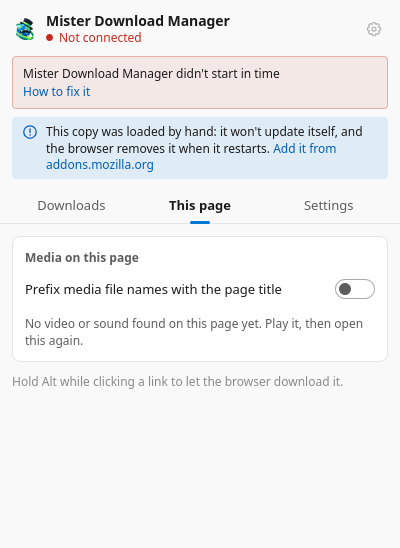 Mister Download Manager
Not connected
Mister Download Manager didn't start in time
How to fix it
This copy was loaded by hand: it won't update itself, and
the browser removes it when it restarts. Add it from
addons.mozilla.org
Downloads
This page
Settings
Media on this page
Prefix media file names with the page title
No video or sound found on this page yet. Play it, then open
this again.
Hold Alt while clicking a link to let the browser download it.